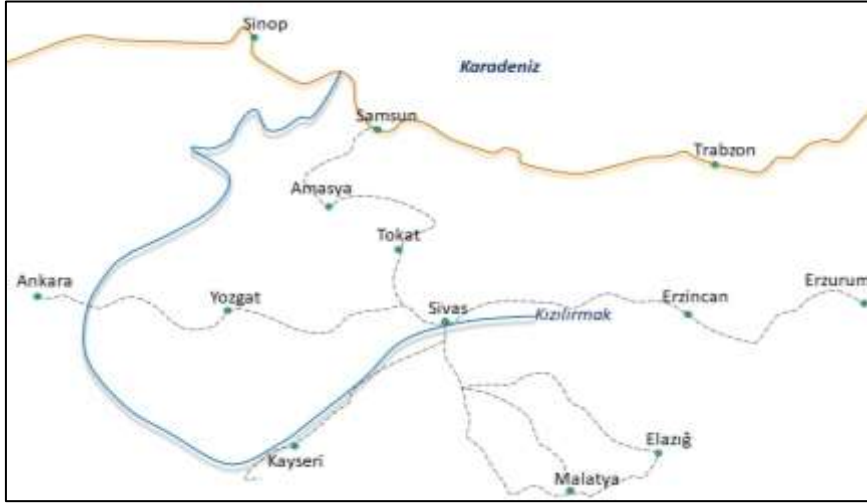 Sinop
Karadeniz
Samsun
Trabzon
Amasya
Tokat
Ankara
Yozgat
Sivas
Kızılırmak
Erzincan
Erzurum
Kayseri
Elazığ
Malatya